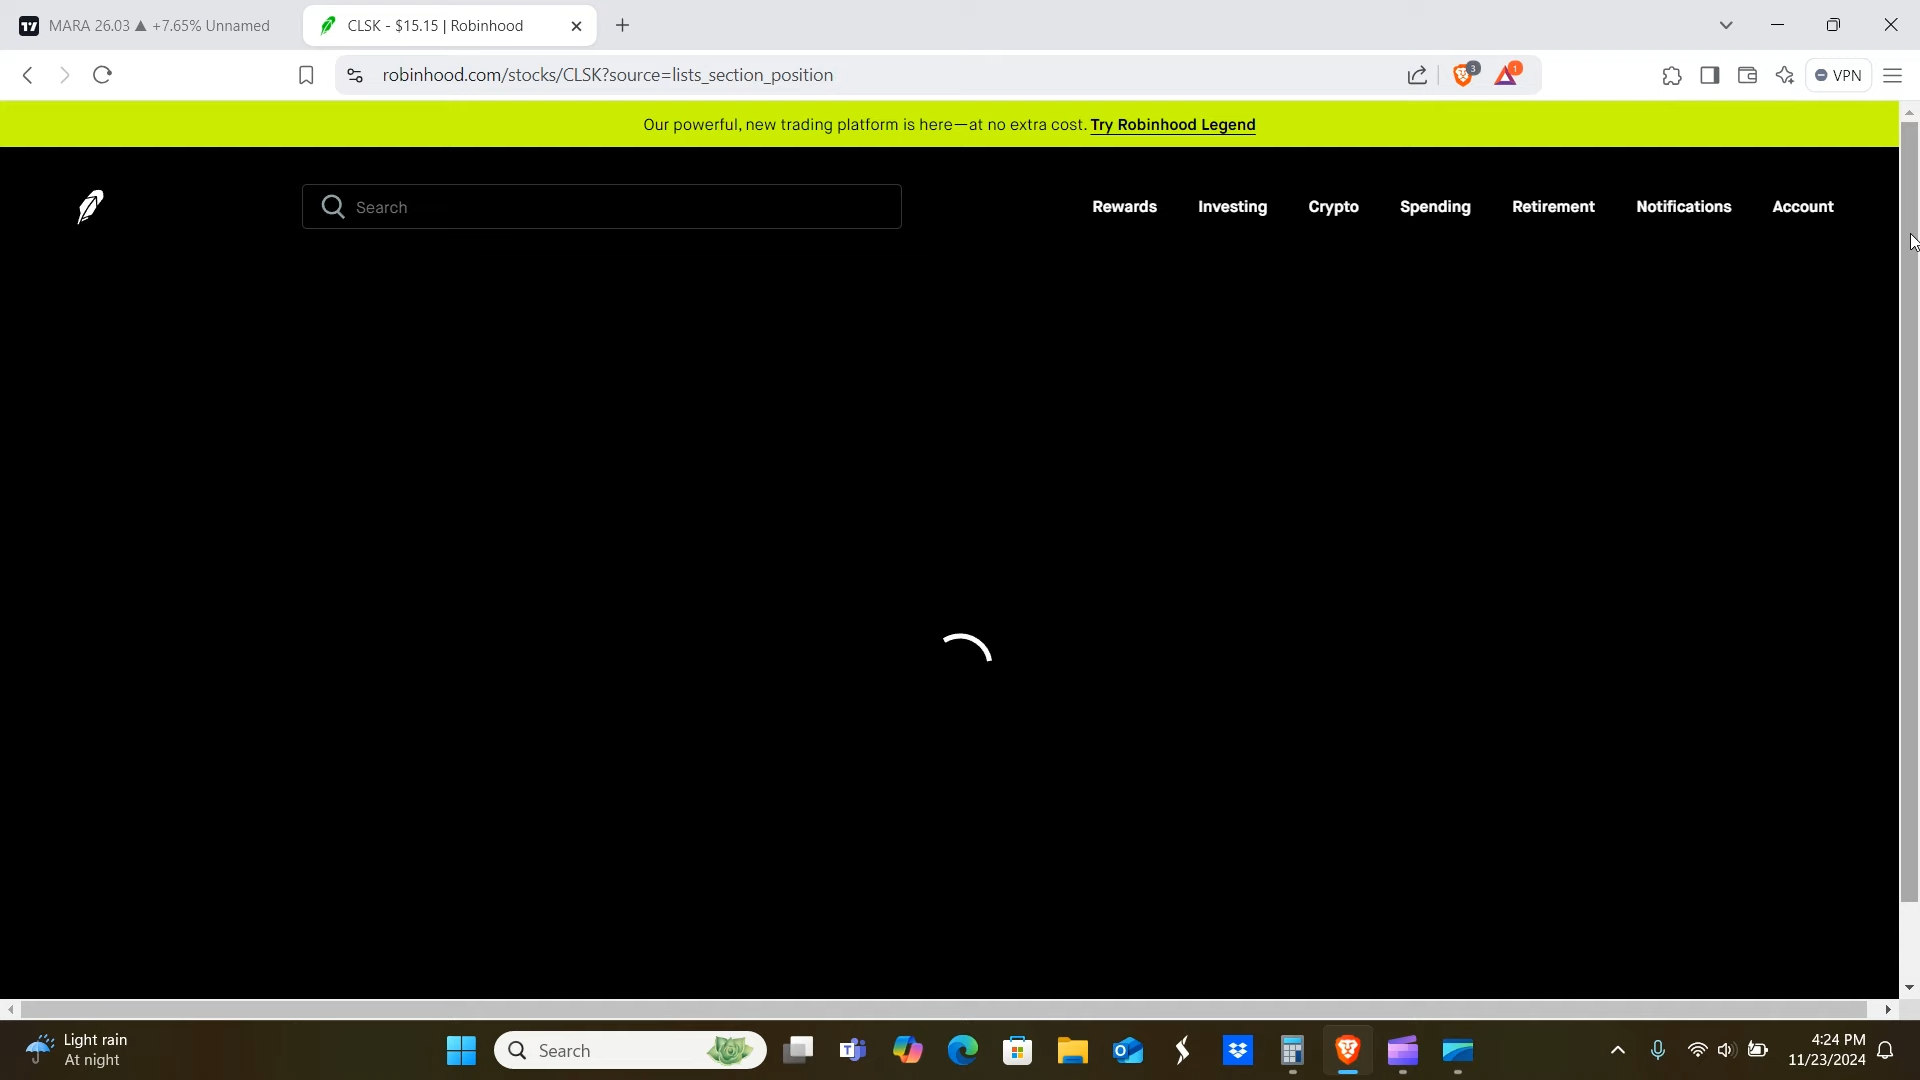 MARA 26.03 ▲ +7.65% Unnamed
CLSK - $15.15 | Robinhood
robinhood.com/stocks/CLSK?source=lists_section_position
3
1
VPN
Our powerful, new trading platform is here—at no extra cost. Try Robinhood Legend
Search
Rewards
Investing
Crypto
Spending
Retirement
Notifications
Account
Light rain
At night
Search
4:24 PM
11/23/2024